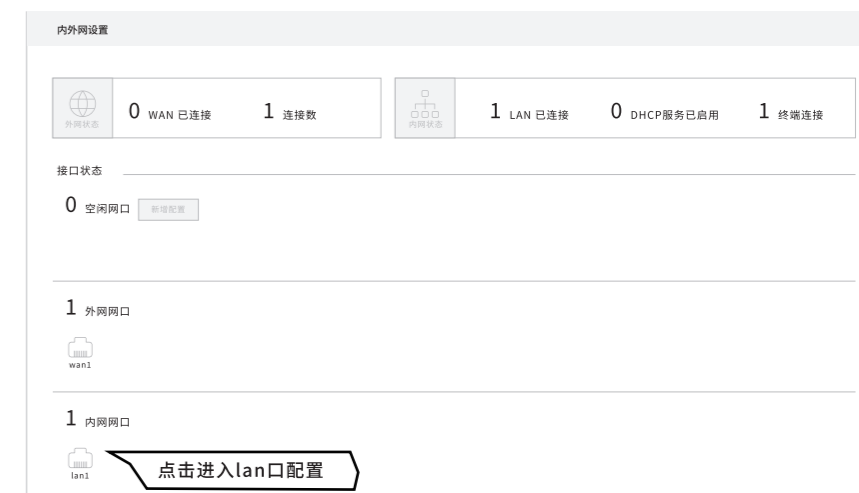 内外网设置
外网状态
0 WAN 已连接 1 连接数
内网状态
1 LAN 已连接 0 DHCP服务已启用 1 终端连接
接口状态
0 空闲网口 新增配置
1 外网网口
wan1
1 内网网口
lan1
点击进入lan口配置